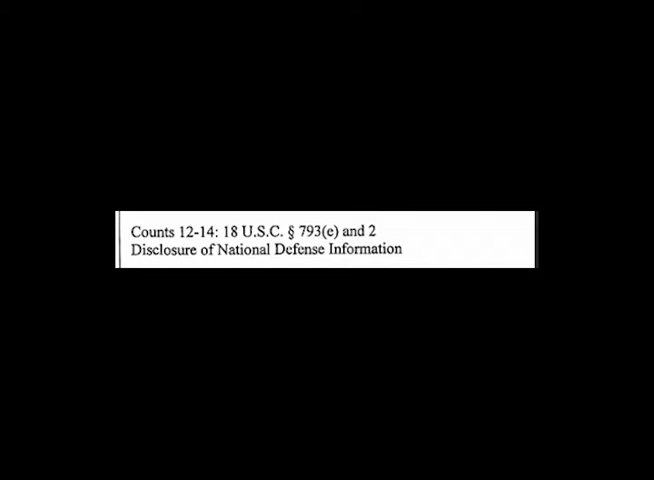 Counts 12-14: 18 U.S.C. § 793(e) and 2
Disclosure of National Defense Information